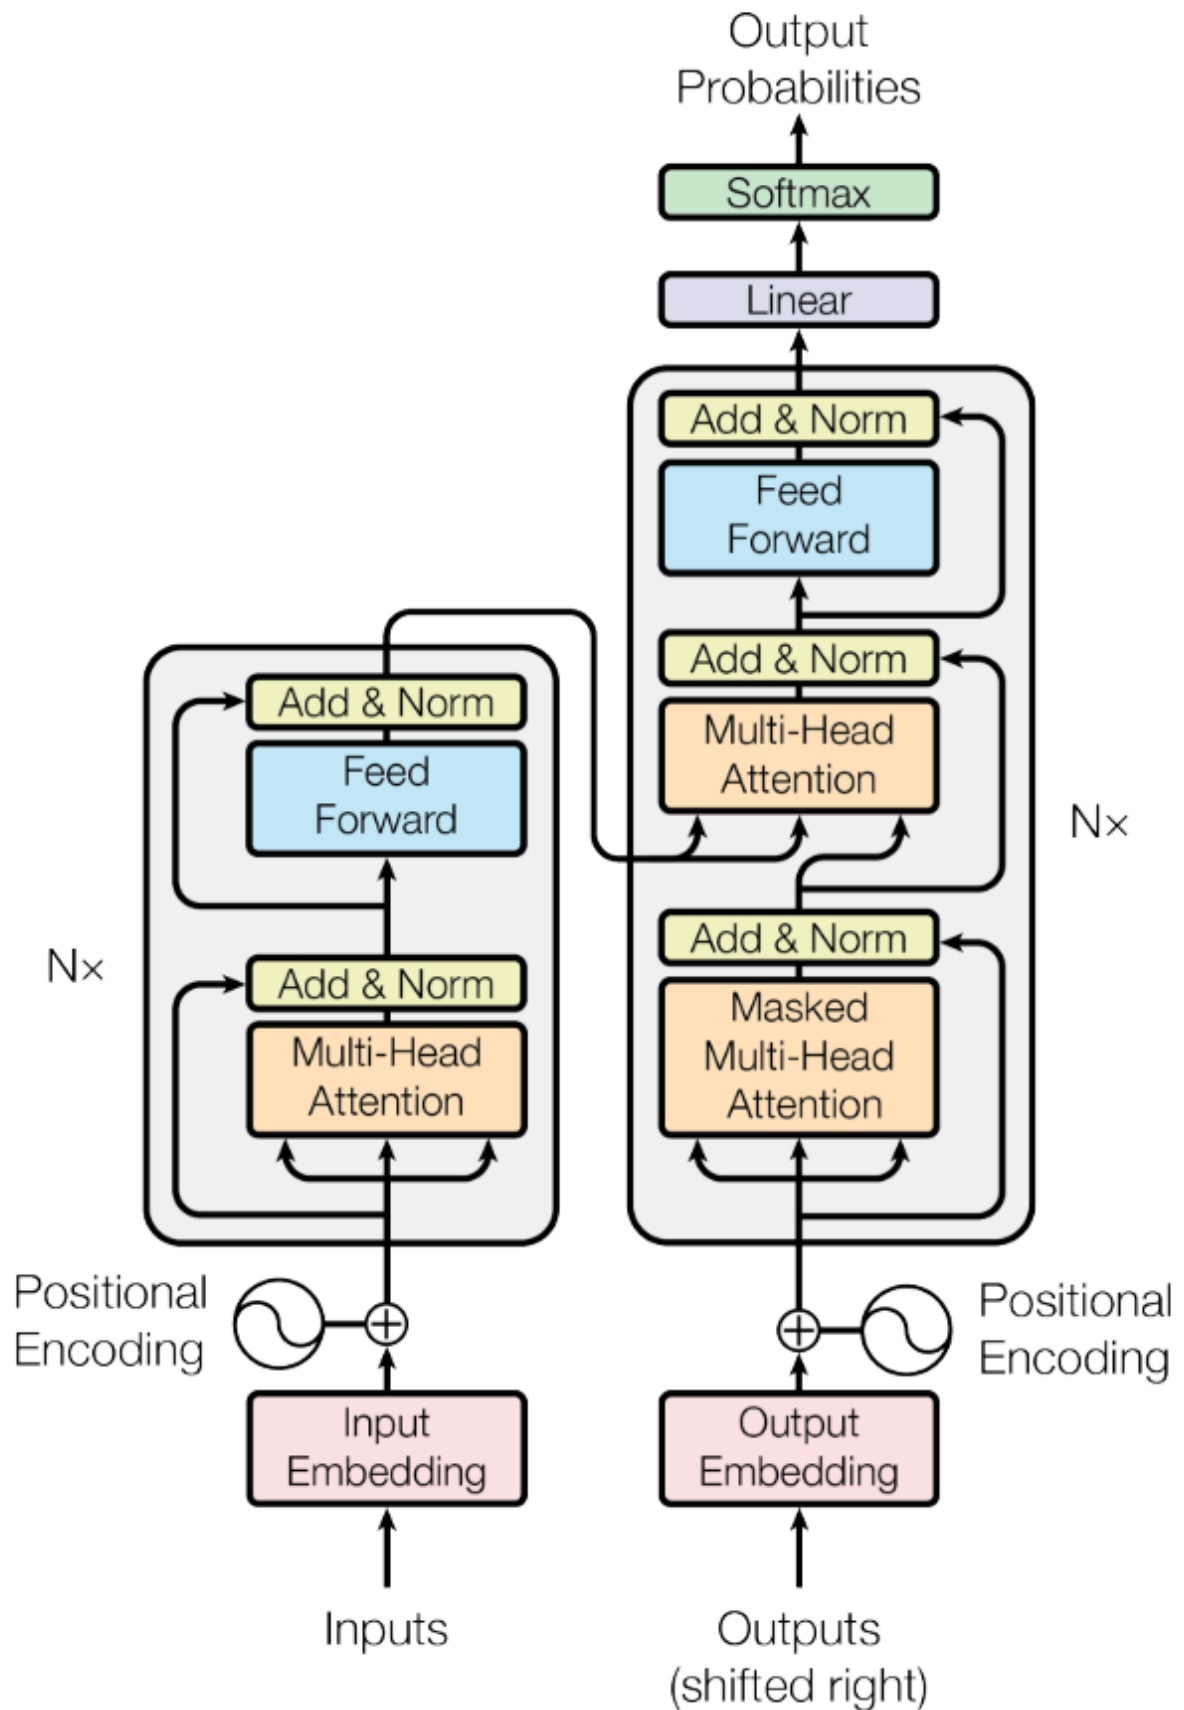 Output
Probabilities
Softmax
Linear
Add & Norm
Feed
Forward
Add & Norm
Multi-Head
Attention
Add & Norm
Masked
Multi-Head
Attention
N×
Add & Norm
Feed
Forward
Add & Norm
Multi-Head
Attention
N×
Positional
Encoding
Positional
Encoding
Input
Embedding
Output
Embedding
Inputs
Outputs
(shifted right)